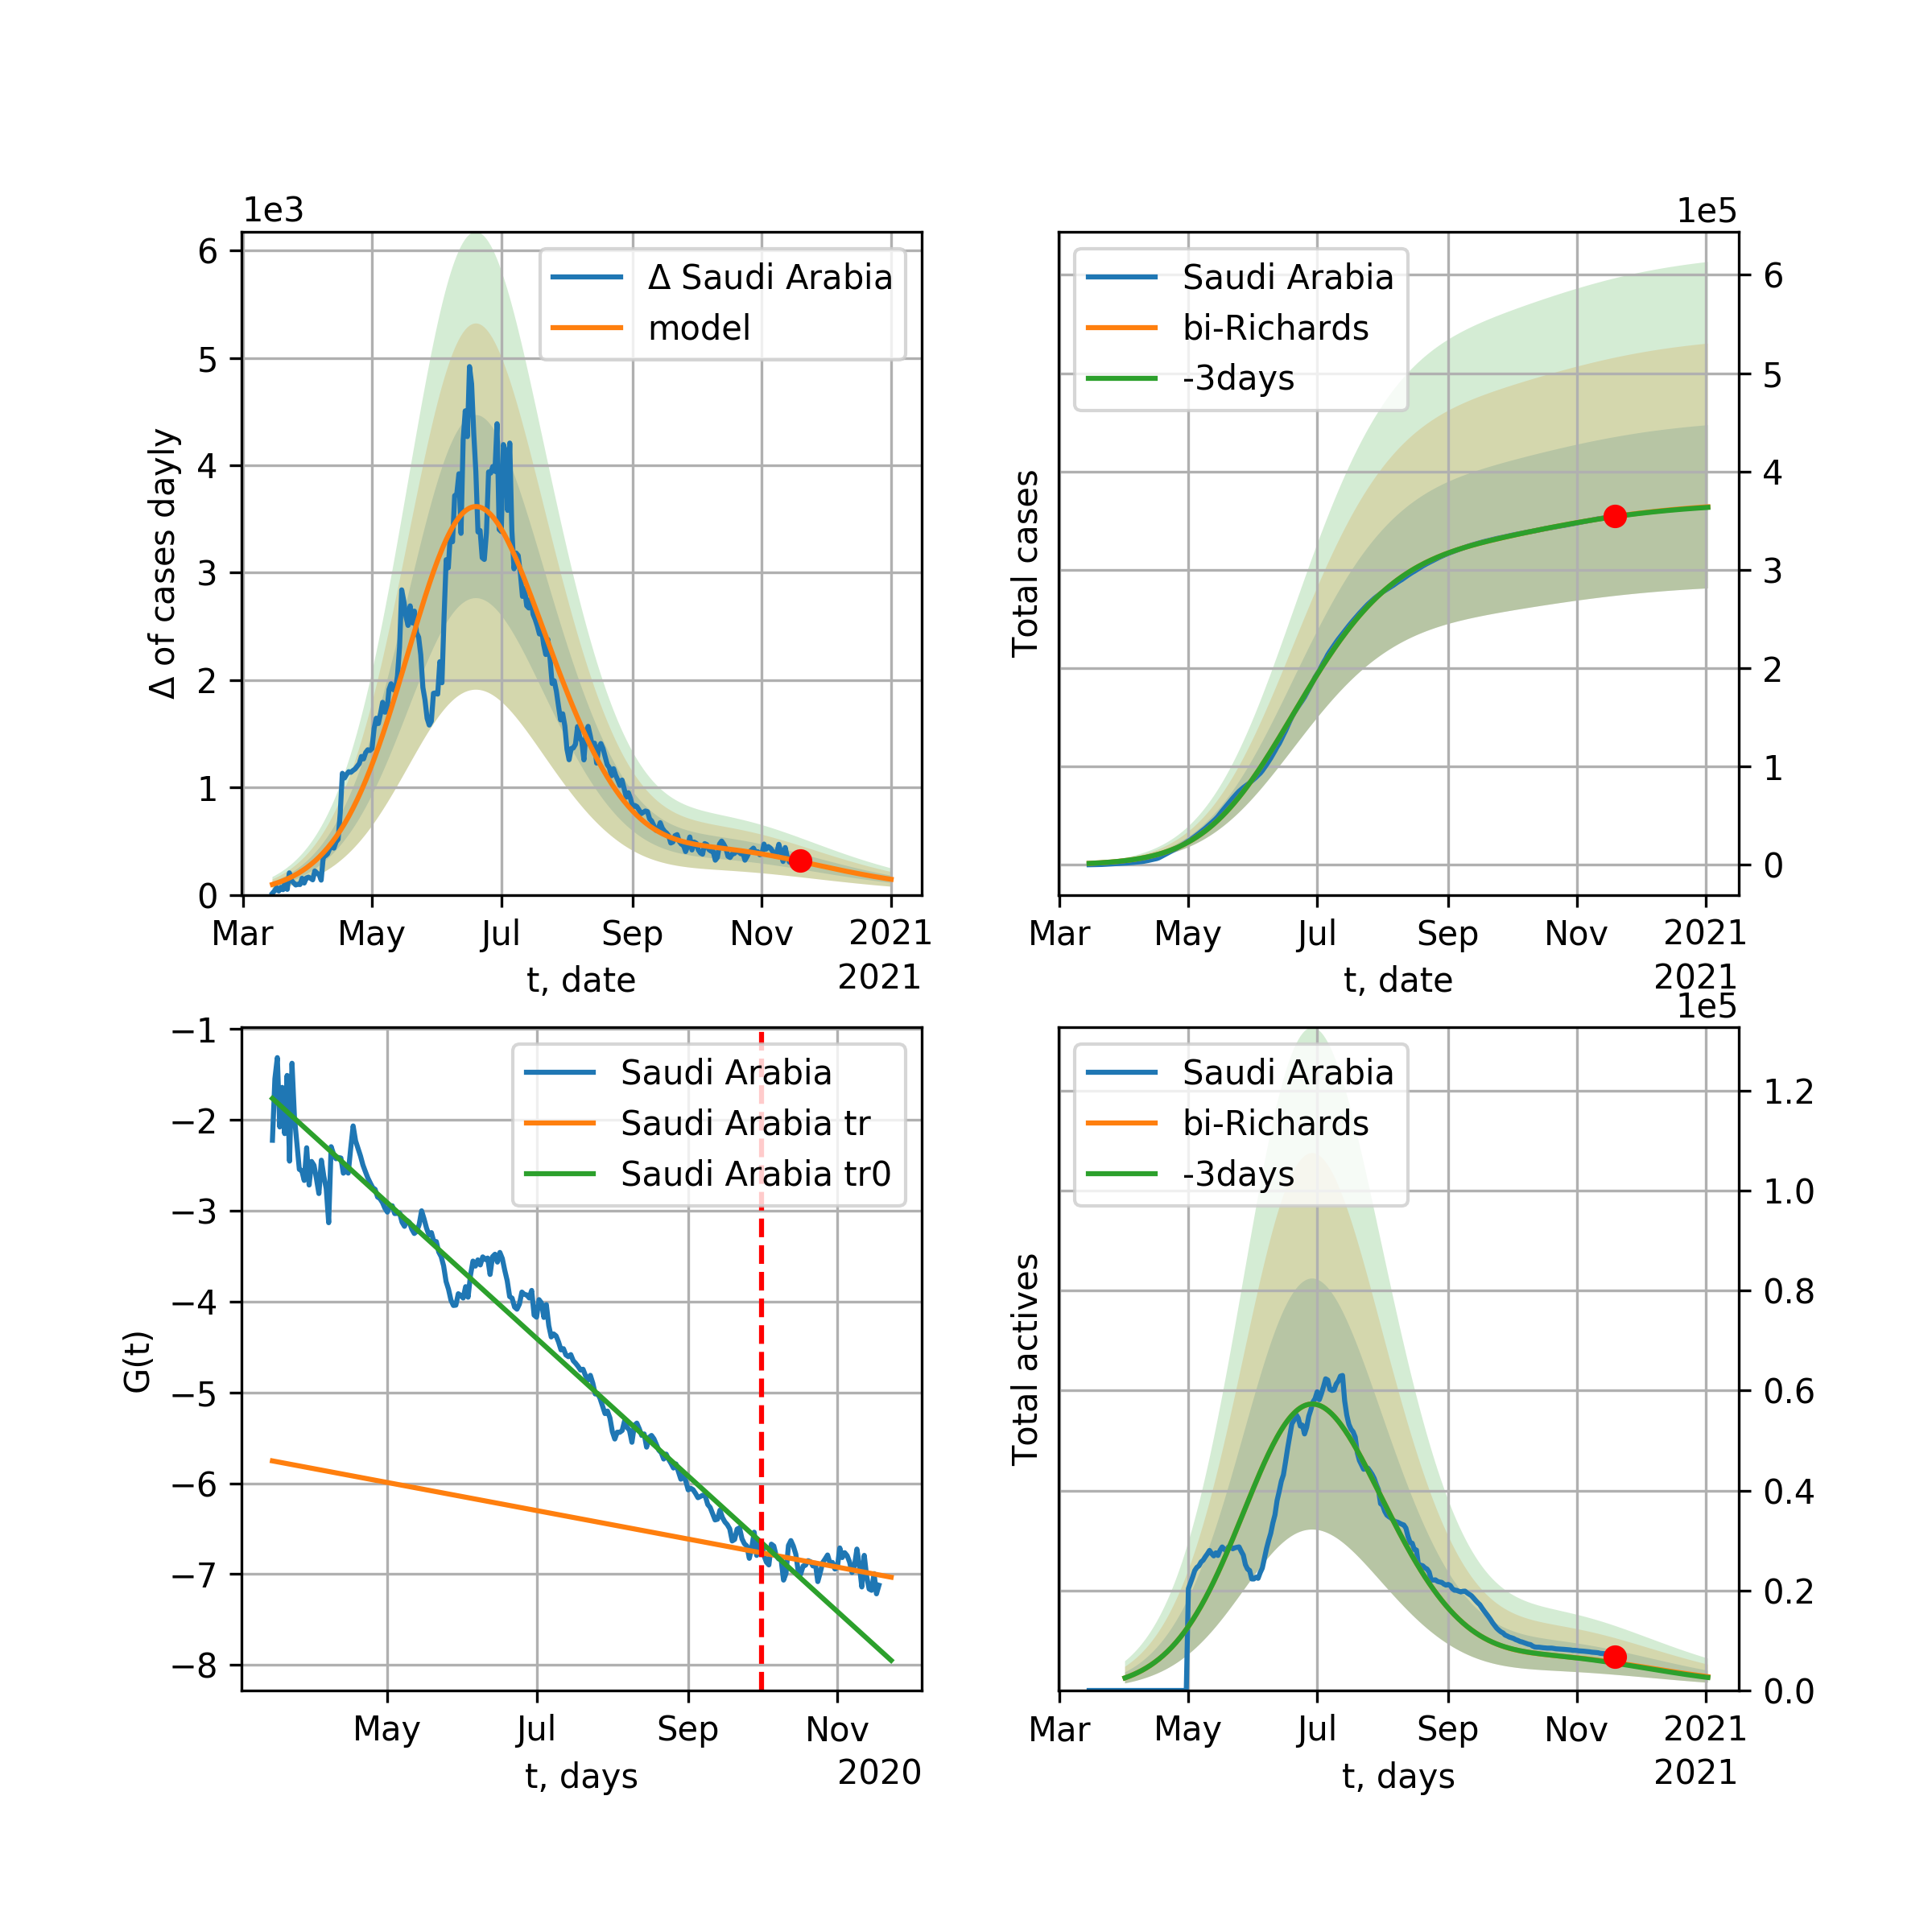 1e3
6
5
4
3
2
1
0
Δ of cases dayly
Δ Saudi Arabia
model
Mar May Jul Sep Nov 2021
t, date
2021
1e5
Saudi Arabia
bi-Richards
-3days
Total cases
6
5
4
3
2
1
0
Mar May Jul Sep Nov 2021
t, date
2021
−1
−2
−3
−4
−5
−6
−7
−8
G(t)
Saudi Arabia
Saudi Arabia tr
Saudi Arabia tr0
May Jul Sep Nov
t, days
2020
1e5
Saudi Arabia
bi-Richards
-3days
Total actives
1.2
1.0
0.8
0.6
0.4
0.2
0.0
Mar May Jul Sep Nov 2021
t, days
2021